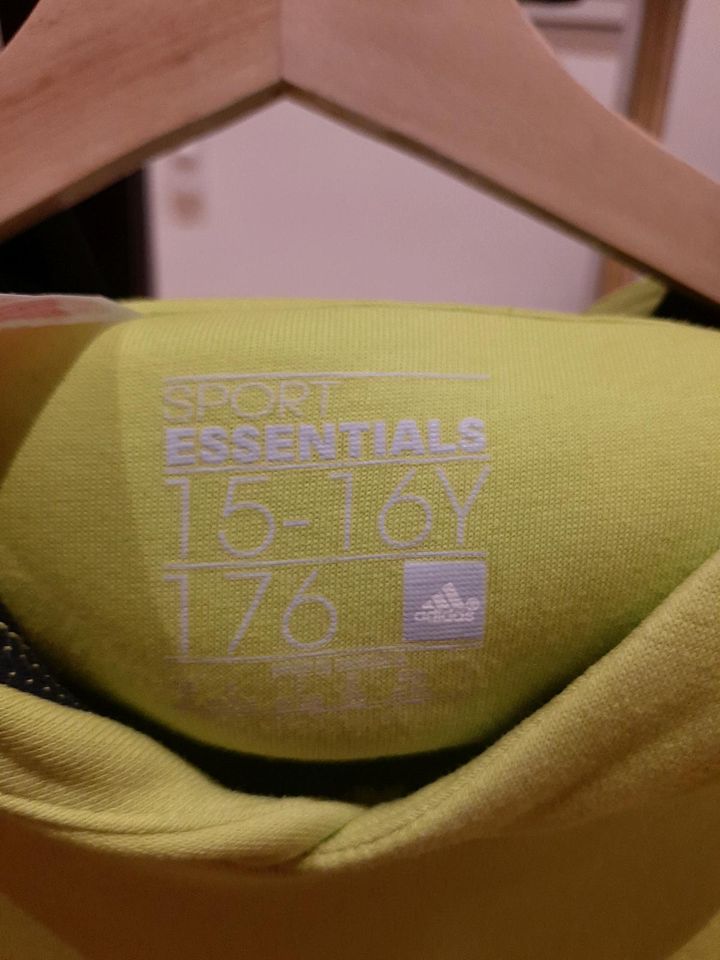 SPORT
ESSENTIALS
15-16Y
176
adidas